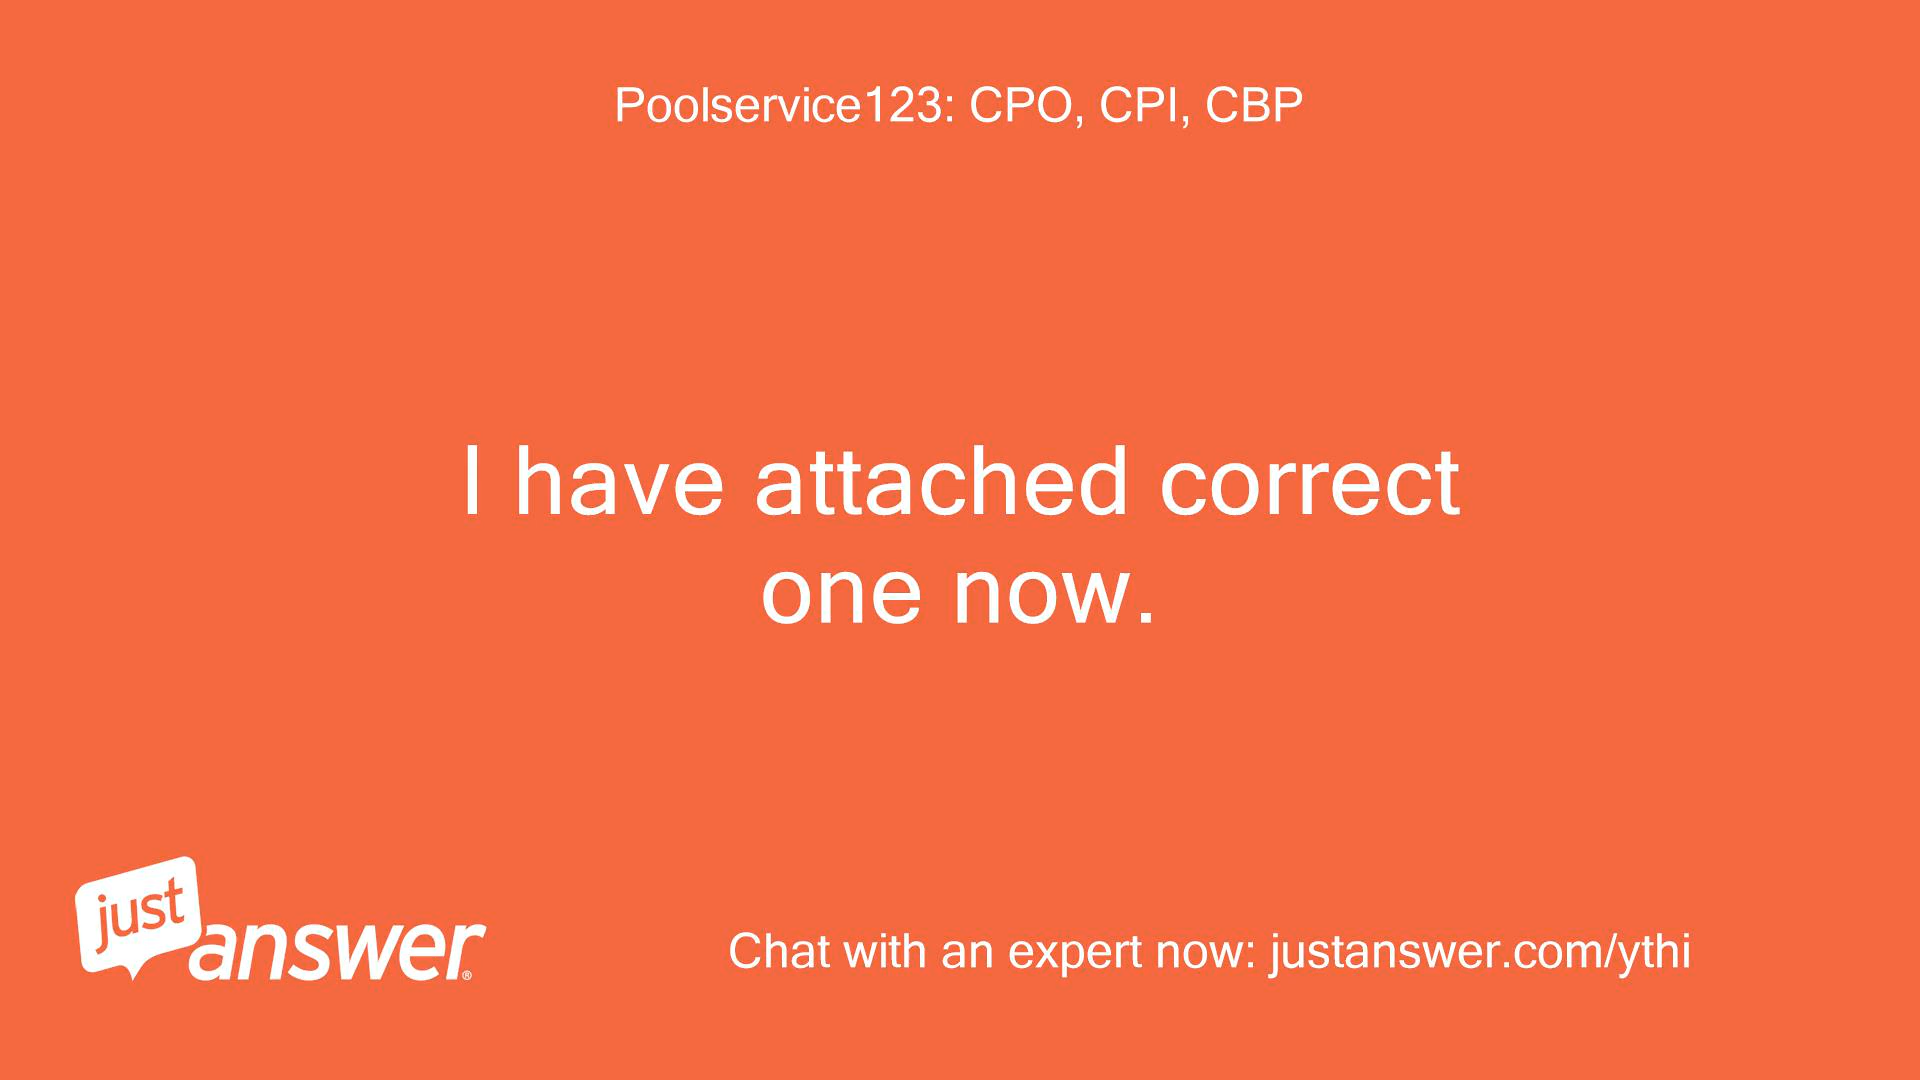 Poolservice123: CPO, CPI, CBP
I have attached correct
one now.
just
answer®
Chat with an expert now: justanswer.com/ythi